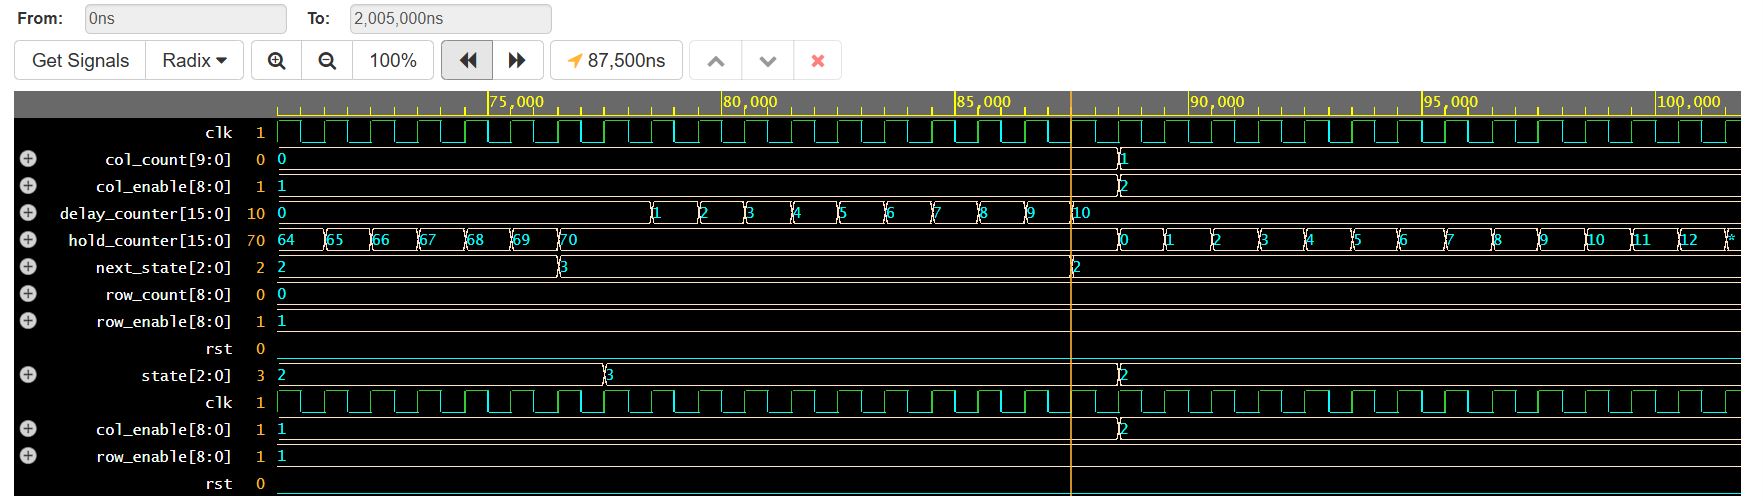 From: 0ns To: 2,005,000ns
Get Signals Radix 100% 87,500ns
75,000 80,000 85,000 90,000 95,000 100,000
clk 1
col_count[9:0] 0 0 1
col_enable[8:0] 1 1 2
delay_counter[15:0] 10 0 1 2 3 4 5 6 7 8 9 10
hold_counter[15:0] 70 64 65 66 67 68 69 70 0 1 2 3 4 5 6 7 8 9 10 11 12 *
next_state[2:0] 2 2 3 2
row_count[8:0] 0 0
row_enable[8:0] 1 1
rst 0
state[2:0] 3 2 3 2
clk 1
col_enable[8:0] 1 1 2
row_enable[8:0] 1 1
rst 0